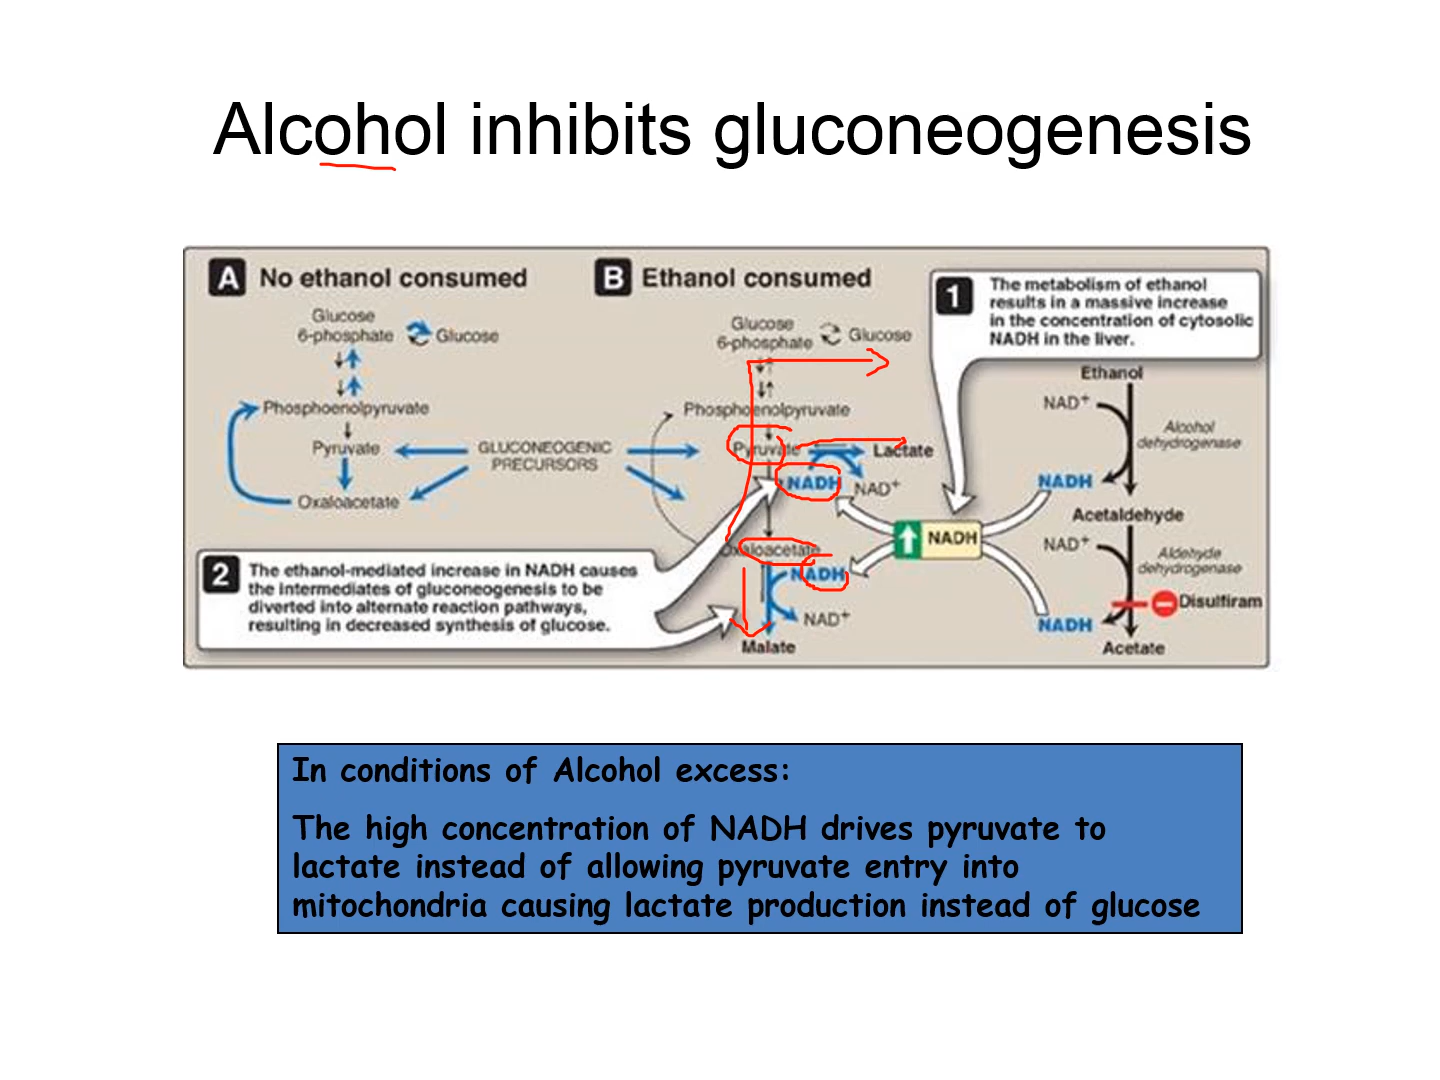 Alcohol inhibits gluconeogenesis
A No ethanol consumed
Glucose
6-phosphate
Glucose
Phosphoenolpyruvate
Pyruvate
Oxaloacetate
GLUCONEOGENIC
PRECURSORS
B Ethanol consumed
Glucose
6-phosphate
Glucose
Phosphoenolpyruvate
Pyruvate
Lactate
NADH
NAD+
Oxaloacetate
NADH
NAD+
Malate
1 The metabolism of ethanol
results in a massive increase
in the concentration of cytosolic
NADH in the liver.
Ethanol
NAD+
Alcohol
dehydrogenase
NADH
Acetaldehyde
NADH
NAD+
Aldehyde
dehydrogenase
Disulfiram
NADH
Acetate
2 The ethanol-mediated increase in NADH causes
the intermediates of gluconeogenesis to be
diverted into alternate reaction pathways,
resulting in decreased synthesis of glucose.
In conditions of Alcohol excess:
The high concentration of NADH drives pyruvate to
lactate instead of allowing pyruvate entry into
mitochondria causing lactate production instead of glucose